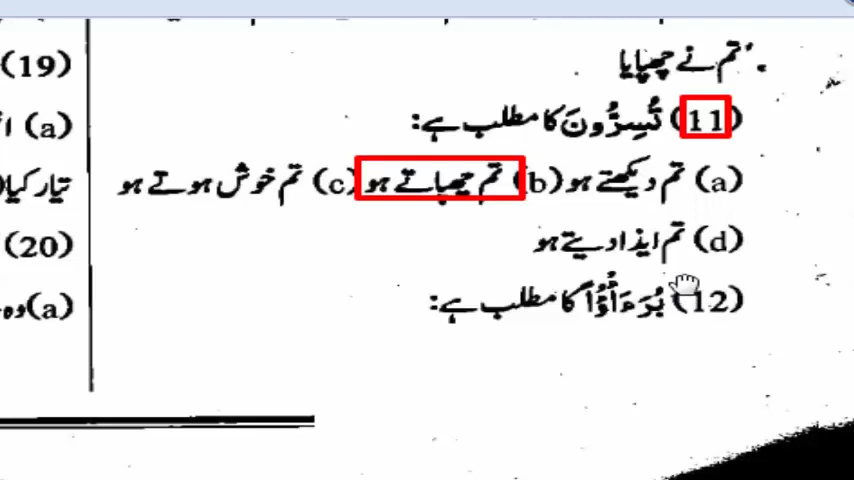 تم نے چھپایا
(11) تُسِرُّونَ کا مطلب ہے:
(a) تم دیکھتے ہو (b) تم چھپاتے ہو (c) تم خوش ہوتے ہو
(d) تم ایذا دیتے ہو
(12) بُرَءَٰٓؤُا۟ کا مطلب ہے:
(19)
(a)
تیار کیا
(20)
(a) وہ